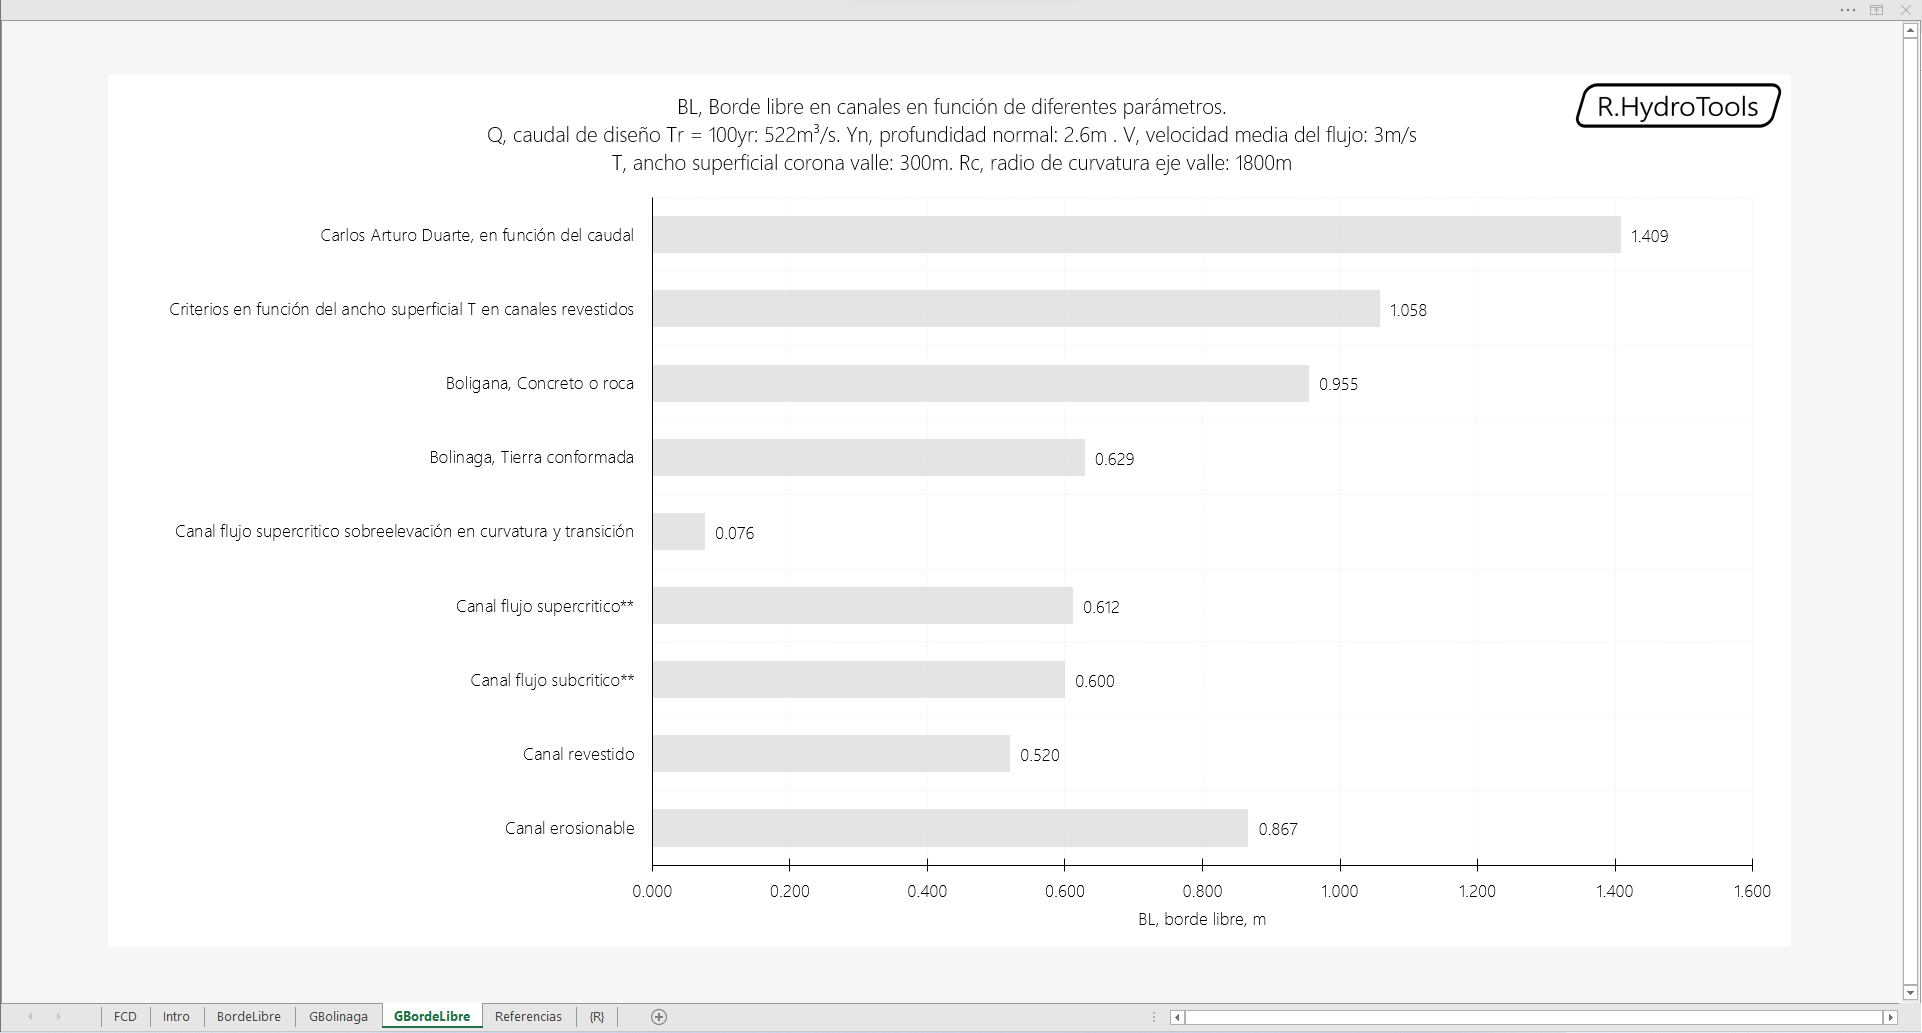 R.HydroTools
BL, Borde libre en canales en función de diferentes parámetros.
Q, caudal de diseño Tr = 100yr: 522m³/s. Yn, profundidad normal: 2.6m . V, velocidad media del flujo: 3m/s
T, ancho superficial corona valle: 300m. Rc, radio de curvatura eje valle: 1800m
Carlos Arturo Duarte, en función del caudal 1.409
Criterios en función del ancho superficial T en canales revestidos 1.058
Boligana, Concreto o roca 0.955
Bolinaga, Tierra conformada 0.629
Canal flujo supercritico sobreelevación en curvatura y transición 0.076
Canal flujo supercritico** 0.612
Canal flujo subcritico** 0.600
Canal revestido 0.520
Canal erosionable 0.867
0.000 0.200 0.400 0.600 0.800 1.000 1.200 1.400 1.600
BL, borde libre, m
FCD Intro BordeLibre GBolinaga GBordeLibre Referencias {R}